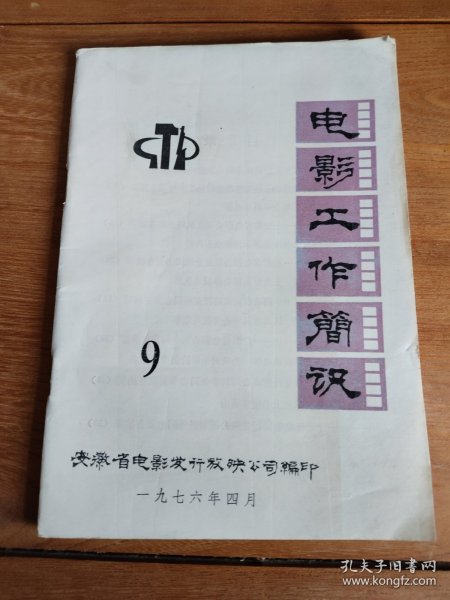 电影工作简讯
9
安徽省电影发行放映公司编印
一九七六年四月
孔夫子旧书网
www.kongfz.com